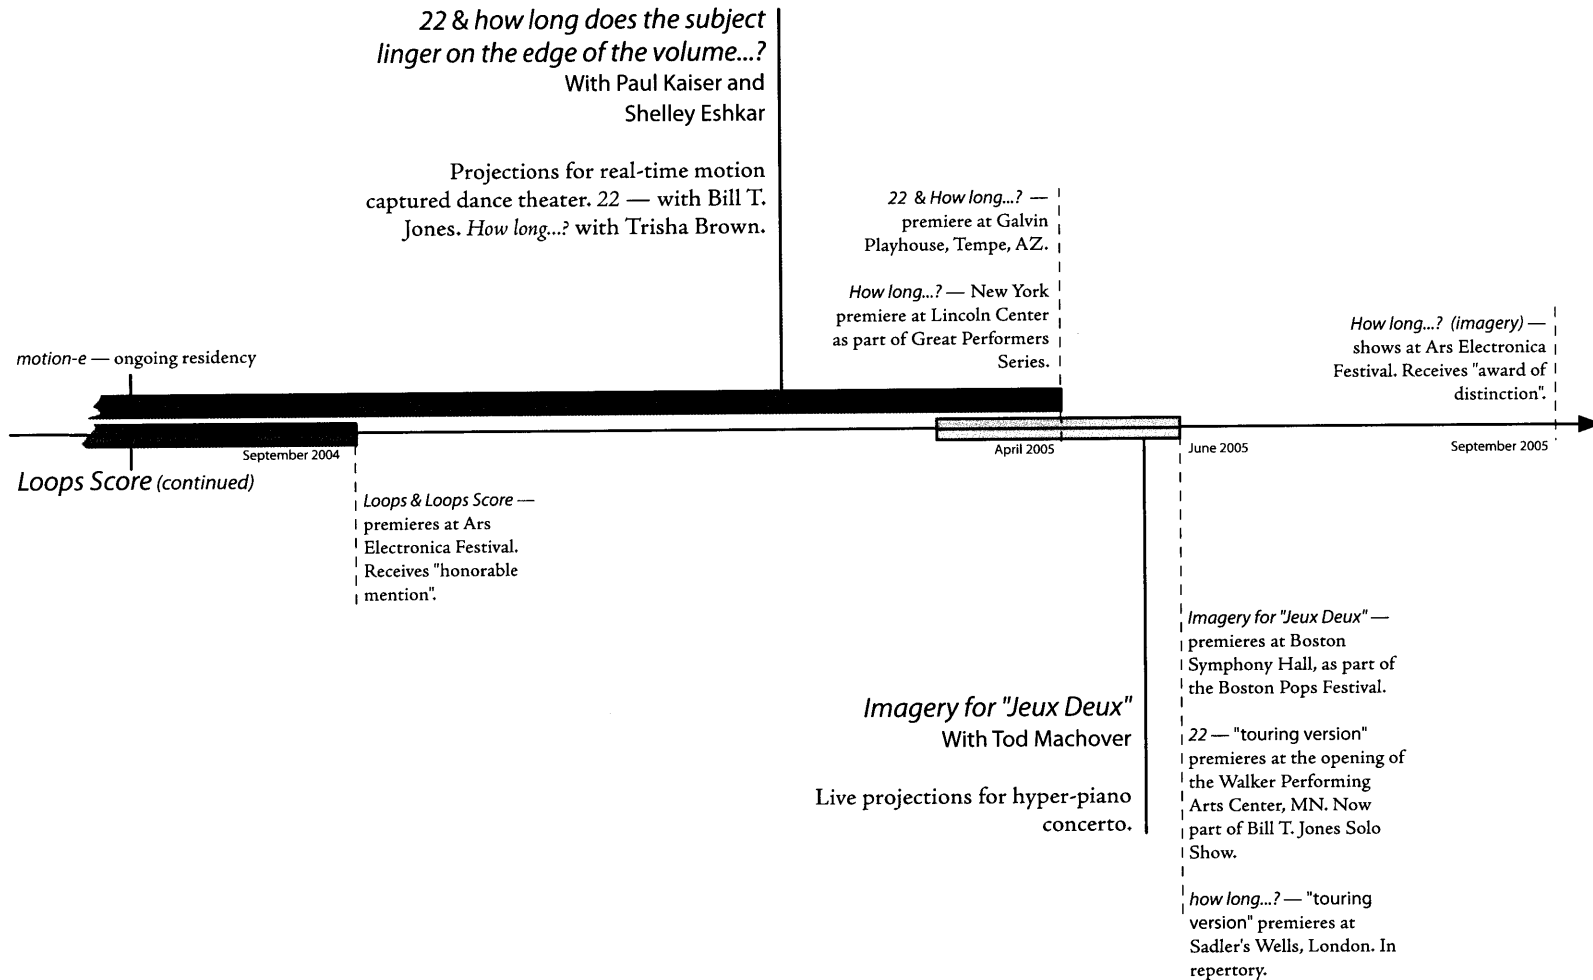 22 & how long does the subject
linger on the edge of the volume...?
With Paul Kaiser and
Shelley Eshkar
Projections for real-time motion
captured dance theater. 22 — with Bill T.
Jones. How long...? with Trisha Brown.
22 & How long...? —
premiere at Galvin
Playhouse, Tempe, AZ.
How long...? — New York
premiere at Lincoln Center
as part of Great Performers
Series.
How long...? (imagery) —
shows at Ars Electronica
Festival. Receives "award of
distinction".
motion-e — ongoing residency
September 2004
April 2005
June 2005
September 2005
Loops Score (continued)
Loops & Loops Score —
premieres at Ars
Electronica Festival.
Receives "honorable
mention".
Imagery for "Jeux Deux"
With Tod Machover
Live projections for hyper-piano
concerto.
Imagery for "Jeux Deux" —
premieres at Boston
Symphony Hall, as part of
the Boston Pops Festival.
22 — "touring version"
premieres at the opening of
the Walker Performing
Arts Center, MN. Now
part of Bill T. Jones Solo
Show.
how long...? — "touring
version" premieres at
Sadler's Wells, London. In
repertory.